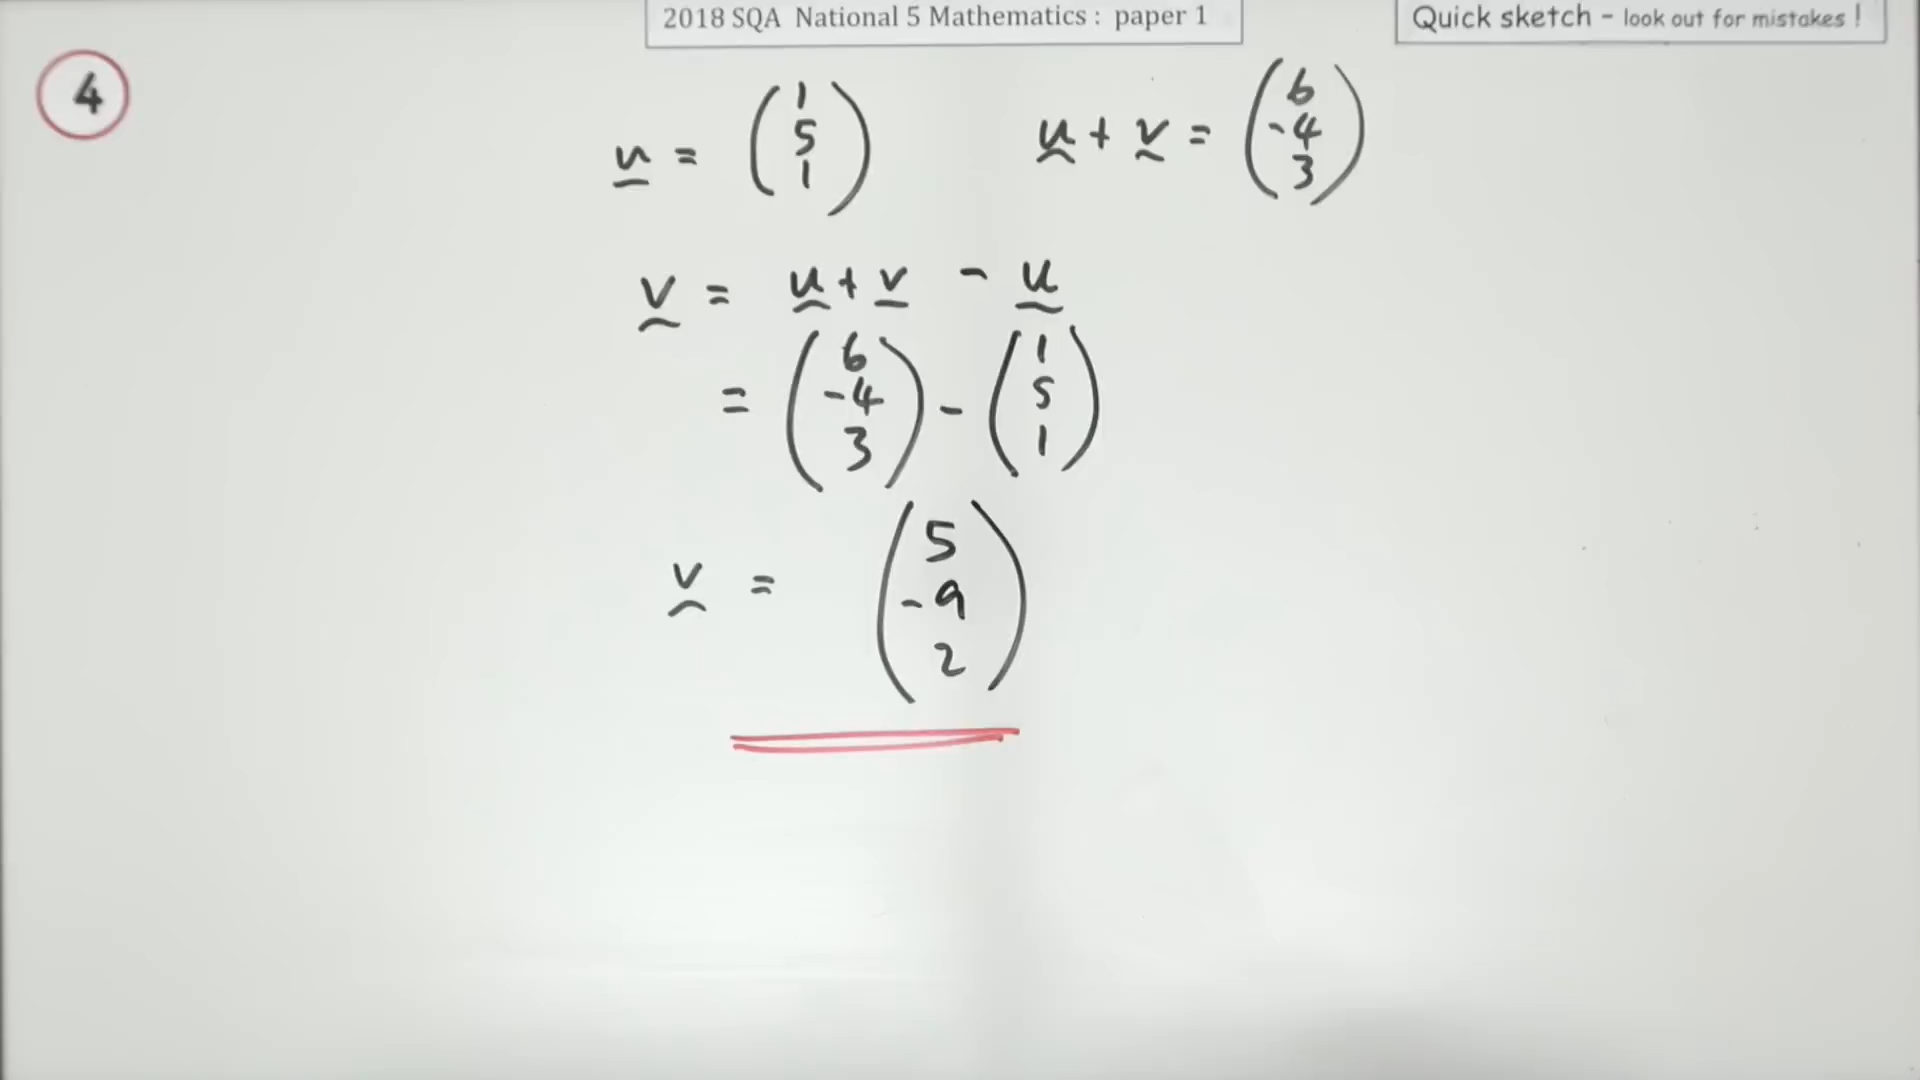 2018 SQA National 5 Mathematics : paper 1
Quick sketch - look out for mistakes !
4
u = (1 5 1) u + v = (6 -4 3)
v = u + v - u
= (6 -4 3) - (1 5 1)
v = (5 -9 2)